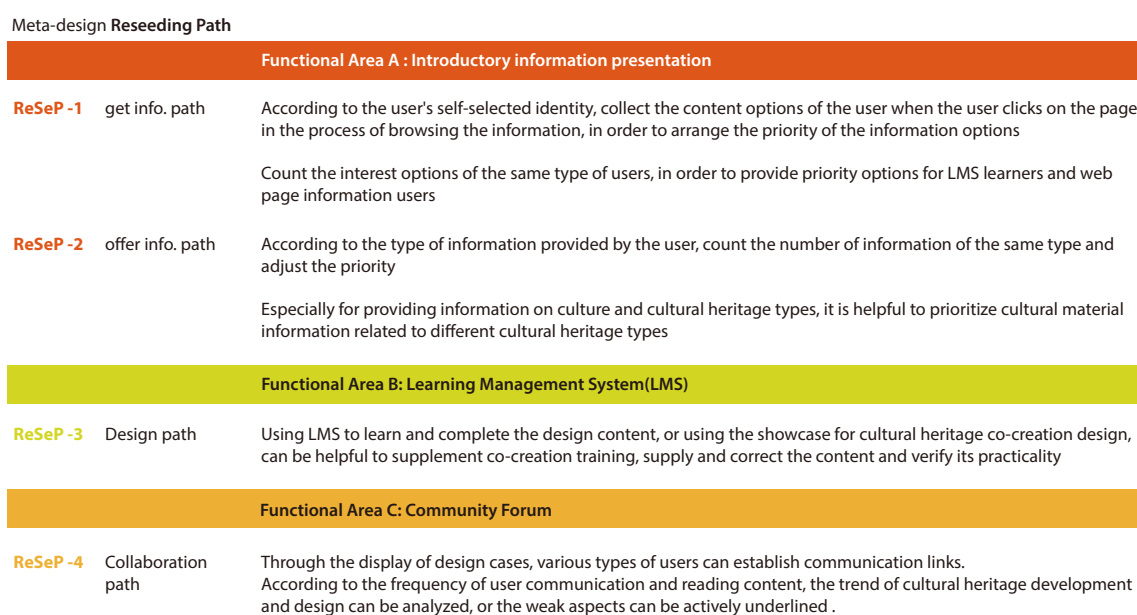 Meta-design Reseeding Path
Functional Area A : Introductory information presentation
ReSeP -1 get info. path According to the user's self-selected identity, collect the content options of the user when the user clicks on the page
in the process of browsing the information, in order to arrange the priority of the information options
Count the interest options of the same type of users, in order to provide priority options for LMS learners and web
page information users
ReSeP -2 offer info. path According to the type of information provided by the user, count the number of information of the same type and
adjust the priority
Especially for providing information on culture and cultural heritage types, it is helpful to prioritize cultural material
information related to different cultural heritage types
Functional Area B: Learning Management System(LMS)
ReSeP -3 Design path Using LMS to learn and complete the design content, or using the showcase for cultural heritage co-creation design,
can be helpful to supplement co-creation training, supply and correct the content and verify its practicality
Functional Area C: Community Forum
ReSeP -4 Collaboration Through the display of design cases, various types of users can establish communication links.
path According to the frequency of user communication and reading content, the trend of cultural heritage development
and design can be analyzed, or the weak aspects can be actively underlined .